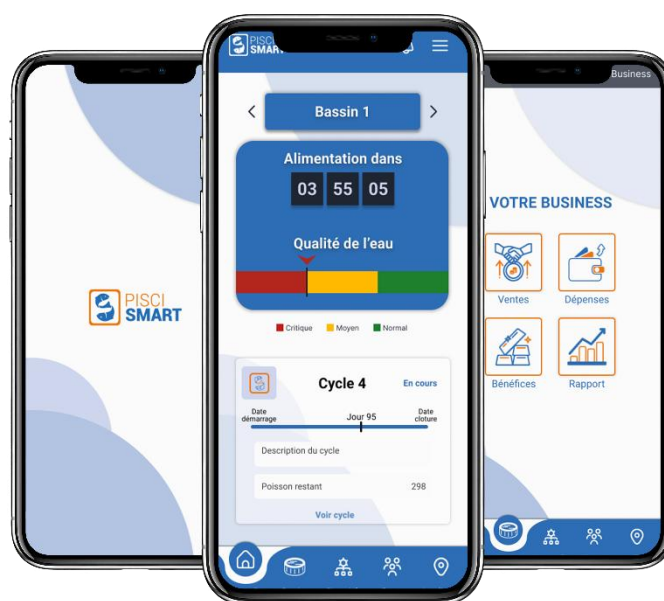 PISCI
SMART
PISCI
SMART
Bassin 1
Alimentation dans
03 55 05
Qualité de l'eau
Critique Moyen Normal
Cycle 4
En cours
Date
démarrage
Jour 95
Date
cloture
Description du cycle
Poisson restant 298
Voir cycle
Business
VOTRE BUSINESS
Ventes Dépenses
Bénéfices Rapport